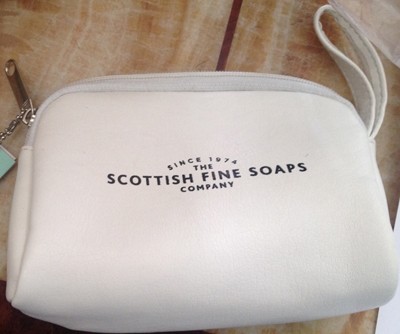 SINCE 1974
THE
SCOTTISH FINE SOAPS
COMPANY